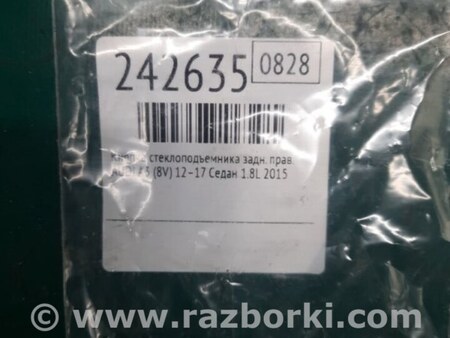 242635 0828
стеклоподъемника задн. прав.
(8V) 12-17 Седан 1.8L 2015
© www.razborki.com